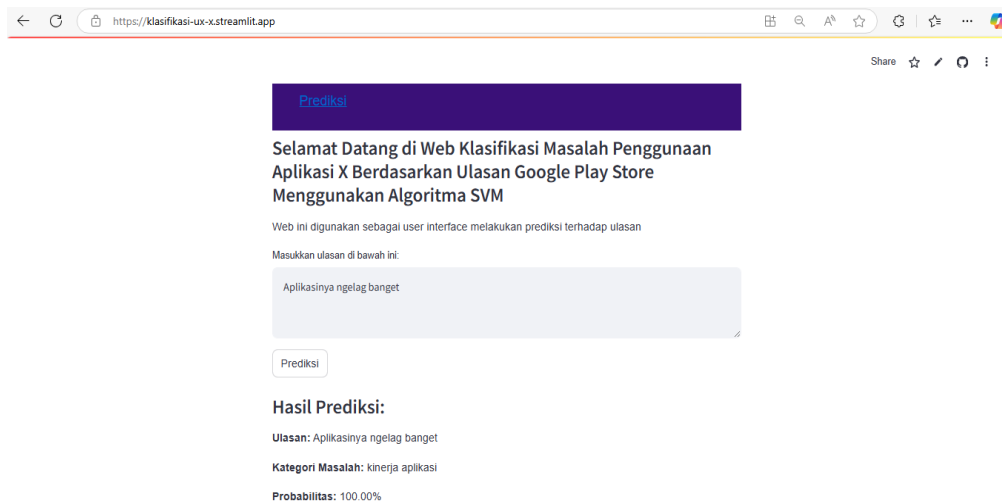 https://klasifikasi-ux-x.streamlit.app
Share
Prediksi
Selamat Datang di Web Klasifikasi Masalah Penggunaan
Aplikasi X Berdasarkan Ulasan Google Play Store
Menggunakan Algoritma SVM
Web ini digunakan sebagai user interface melakukan prediksi terhadap ulasan
Masukkan ulasan di bawah ini:
Aplikasinya ngelag banget
Prediksi
Hasil Prediksi:
Ulasan: Aplikasinya ngelag banget
Kategori Masalah: kinerja aplikasi
Probabilitas: 100.00%